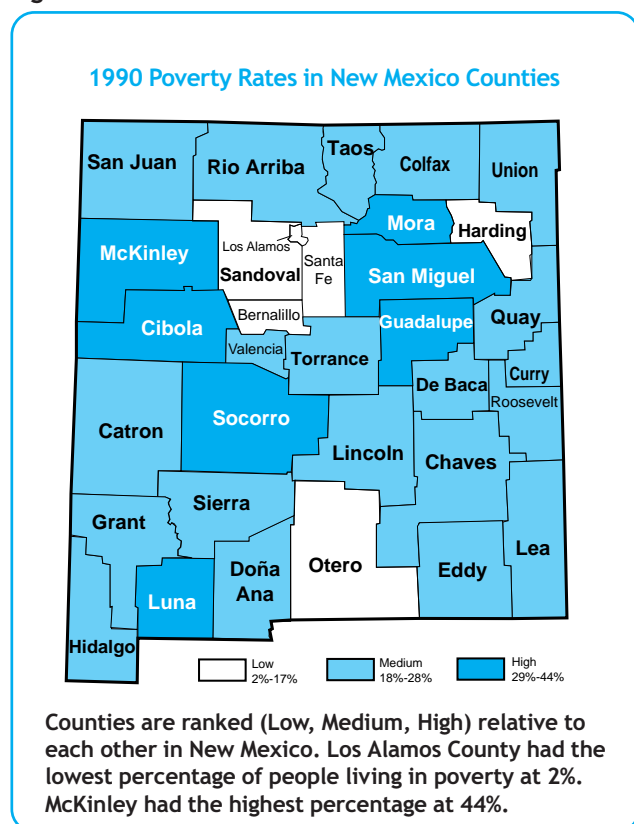 1990 Poverty Rates in New Mexico Counties
San Juan
Rio Arriba
Taos
Colfax
Union
McKinley
Los Alamos
Sandoval
Santa
Fe
Mora
Harding
San Miguel
Cibola
Bernalillo
Valencia
Torrance
Guadalupe
Quay
De Baca
Curry
Roosevelt
Catron
Socorro
Lincoln
Chaves
Sierra
Grant
Luna
Doña
Ana
Otero
Eddy
Lea
Hidalgo
Low
2%-17%
Medium
18%-28%
High
29%-44%
Counties are ranked (Low, Medium, High) relative to
each other in New Mexico. Los Alamos County had the
lowest percentage of people living in poverty at 2%.
McKinley had the highest percentage at 44%.